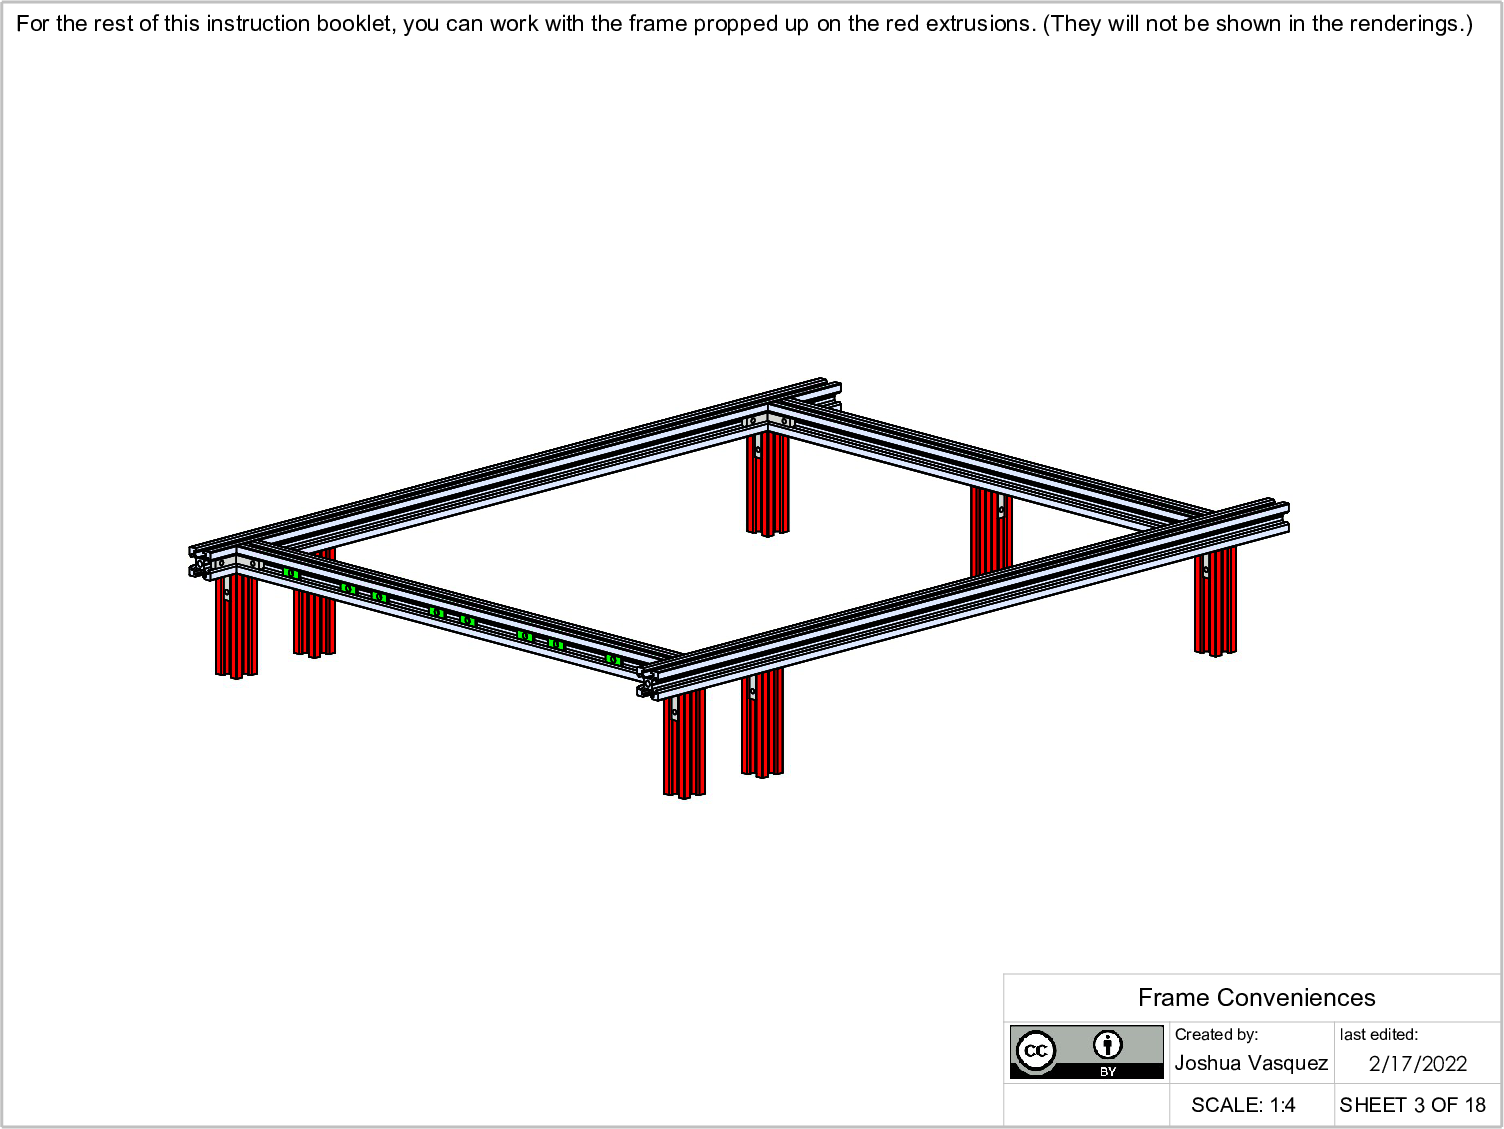 For the rest of this instruction booklet, you can work with the frame propped up on the red extrusions. (They will not be shown in the renderings.)
Frame Conveniences
cc
BY
Created by:
Joshua Vasquez
last edited:
2/17/2022
SCALE: 1:4
SHEET 3 OF 18